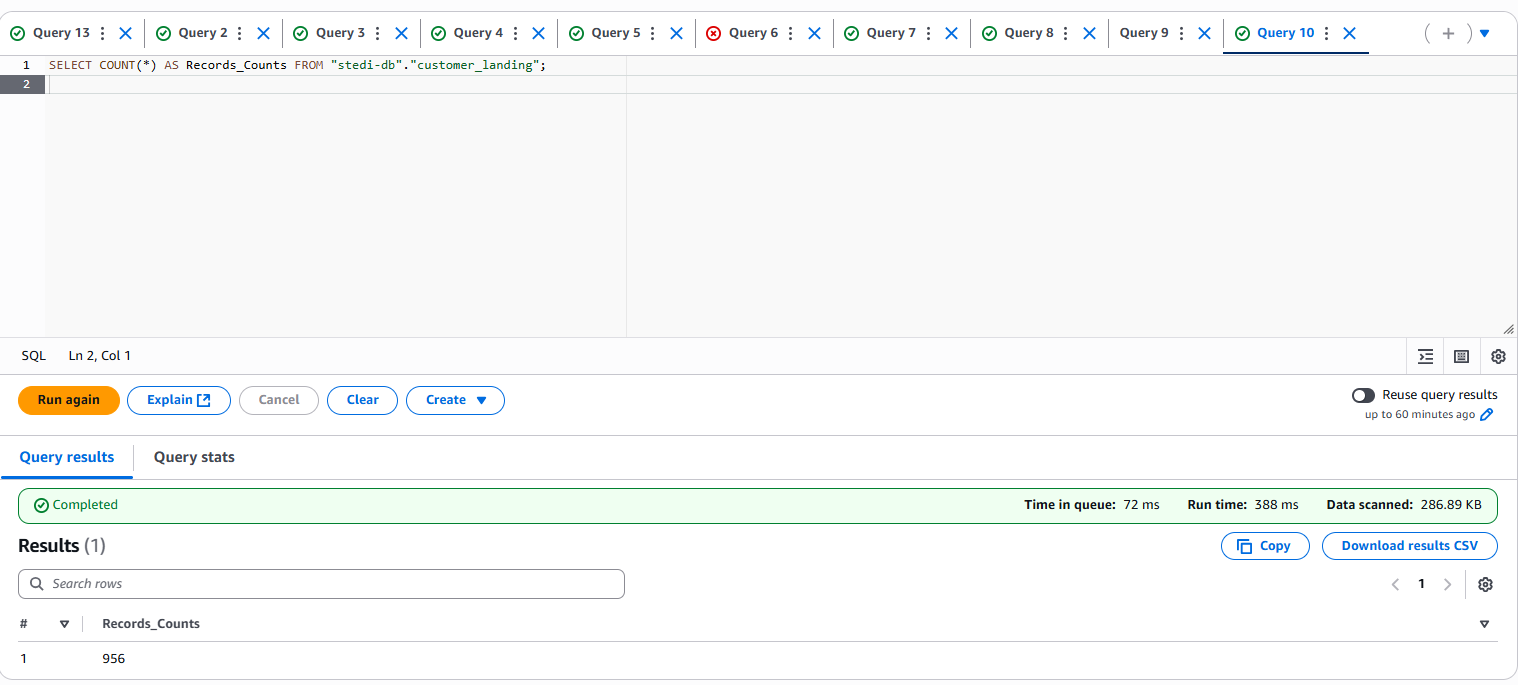 Query 13 Query 2 Query 3 Query 4 Query 5 Query 6 Query 7 Query 8 Query 9 Query 10
1 SELECT COUNT(*) AS Records_Counts FROM "stedi-db"."customer_landing";
2
SQL Ln 2, Col 1
Run again Explain Cancel Clear Create Reuse query results
up to 60 minutes ago
Query results Query stats
Completed Time in queue: 72 ms Run time: 388 ms Data scanned: 286.89 KB
Results (1) Copy Download results CSV
Search rows 1
# Records_Counts
1 956